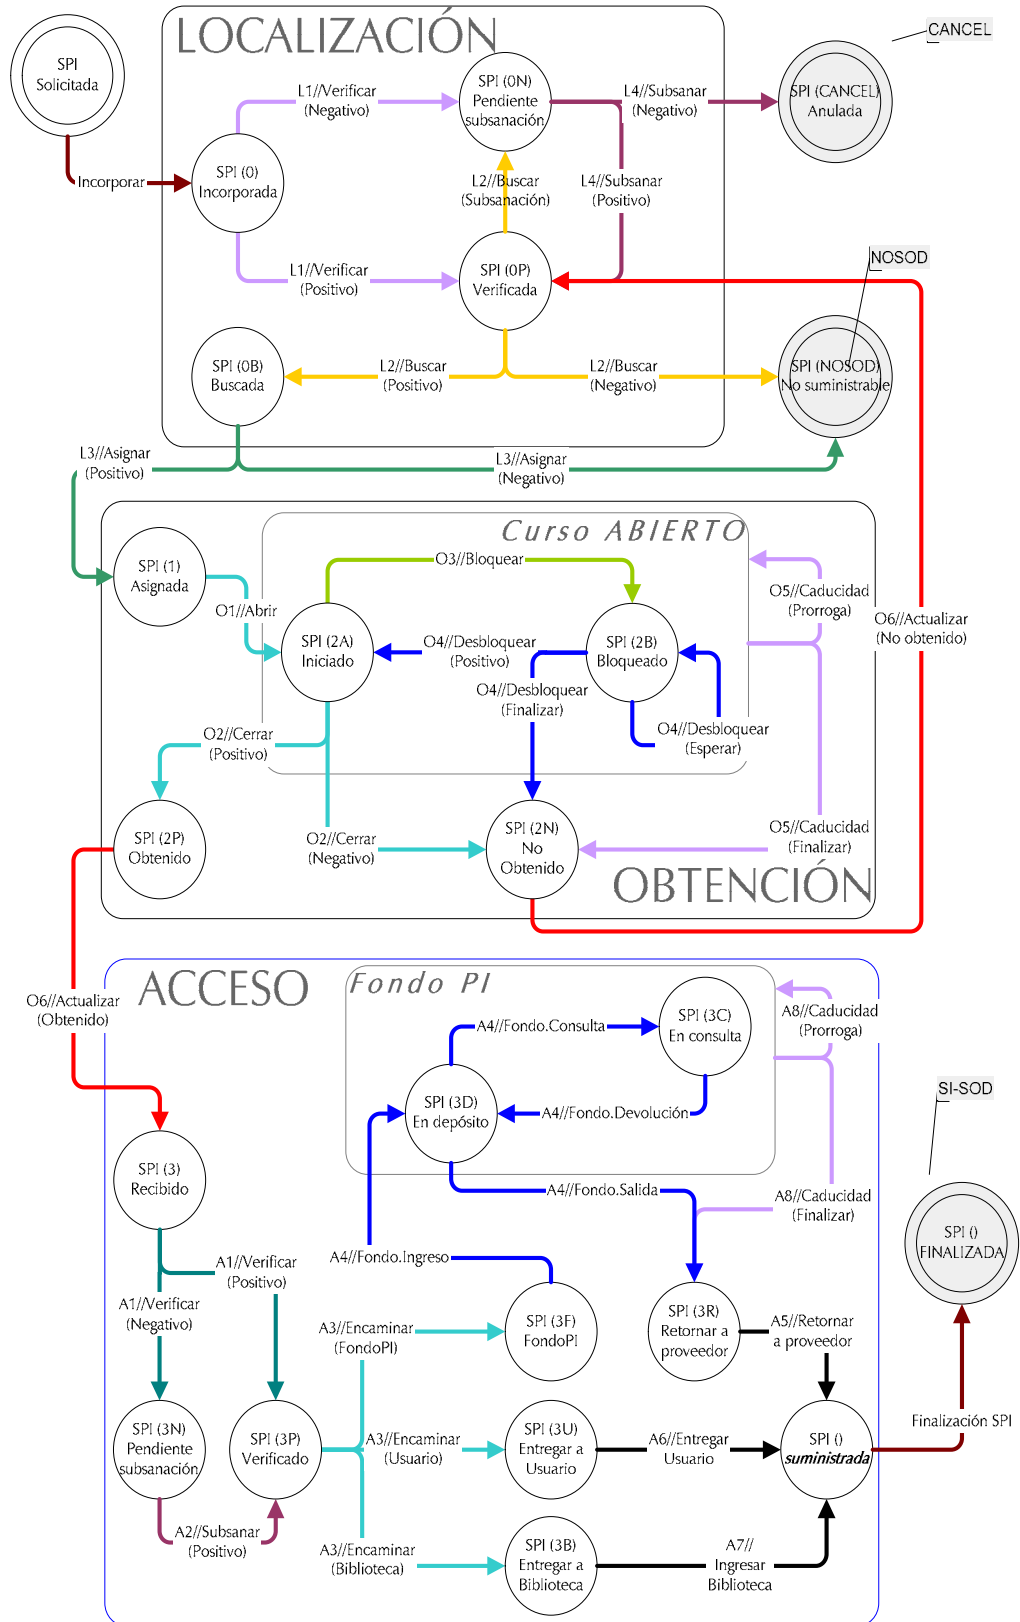 LOCALIZACIÓN
CANCEL
SPI
Solicitada
SPI (0N)
Pendiente
subsanación
L1//Verificar
(Negativo)
L4//Subsanar
(Negativo)
SPI (CANCEL)
Anulada
Incorporar
SPI (0)
Incorporada
L2//Buscar
(Subsanación)
L4//Subsanar
(Positivo)
L1//Verificar
(Positivo)
SPI (0P)
Verificada
NOSOD
SPI (0B)
Buscada
L2//Buscar
(Positivo)
L2//Buscar
(Negativo)
SPI (NOSOD)
No suministrable
L3//Asignar
(Positivo)
L3//Asignar
(Negativo)
Curso ABIERTO
SPI (1)
Asignada
O3//Bloquear
O1//Abrir
O5//Caducidad
(Prorroga)
O6//Actualizar
(No obtenido)
SPI (2A)
Iniciado
O4//Desbloquear
(Positivo)
SPI (2B)
Bloqueado
O4//Desbloquear
(Finalizar)
O4//Desbloquear
(Esperar)
O2//Cerrar
(Positivo)
SPI (2P)
Obtenido
O2//Cerrar
(Negativo)
SPI (2N)
No
Obtenido
O5//Caducidad
(Finalizar)
OBTENCIÓN
ACCESO
Fondo PI
O6//Actualizar
(Obtenido)
A4//Fondo.Consulta
SPI (3C)
En consulta
A8//Caducidad
(Prorroga)
SPI (3D)
En depósito
A4//Fondo.Devolución
SI-SOD
SPI (3)
Recibido
A4//Fondo.Salida
A8//Caducidad
(Finalizar)
SPI ()
FINALIZADA
A1//Verificar
(Positivo)
A4//Fondo.Ingreso
A1//Verificar
(Negativo)
A3//Encaminar
(FondoPI)
SPI (3F)
FondoPI
SPI (3R)
Retornar a
proveedor
A5//Retornar
a proveedor
SPI (3N)
Pendiente
subsanación
SPI (3P)
Verificado
A3//Encaminar
(Usuario)
SPI (3U)
Entregar a
Usuario
A6//Entregar
Usuario
SPI ()
suministrada
Finalización SPI
A2//Subsanar
(Positivo)
A3//Encaminar
(Biblioteca)
SPI (3B)
Entregar a
Biblioteca
A7//
Ingresar
Biblioteca